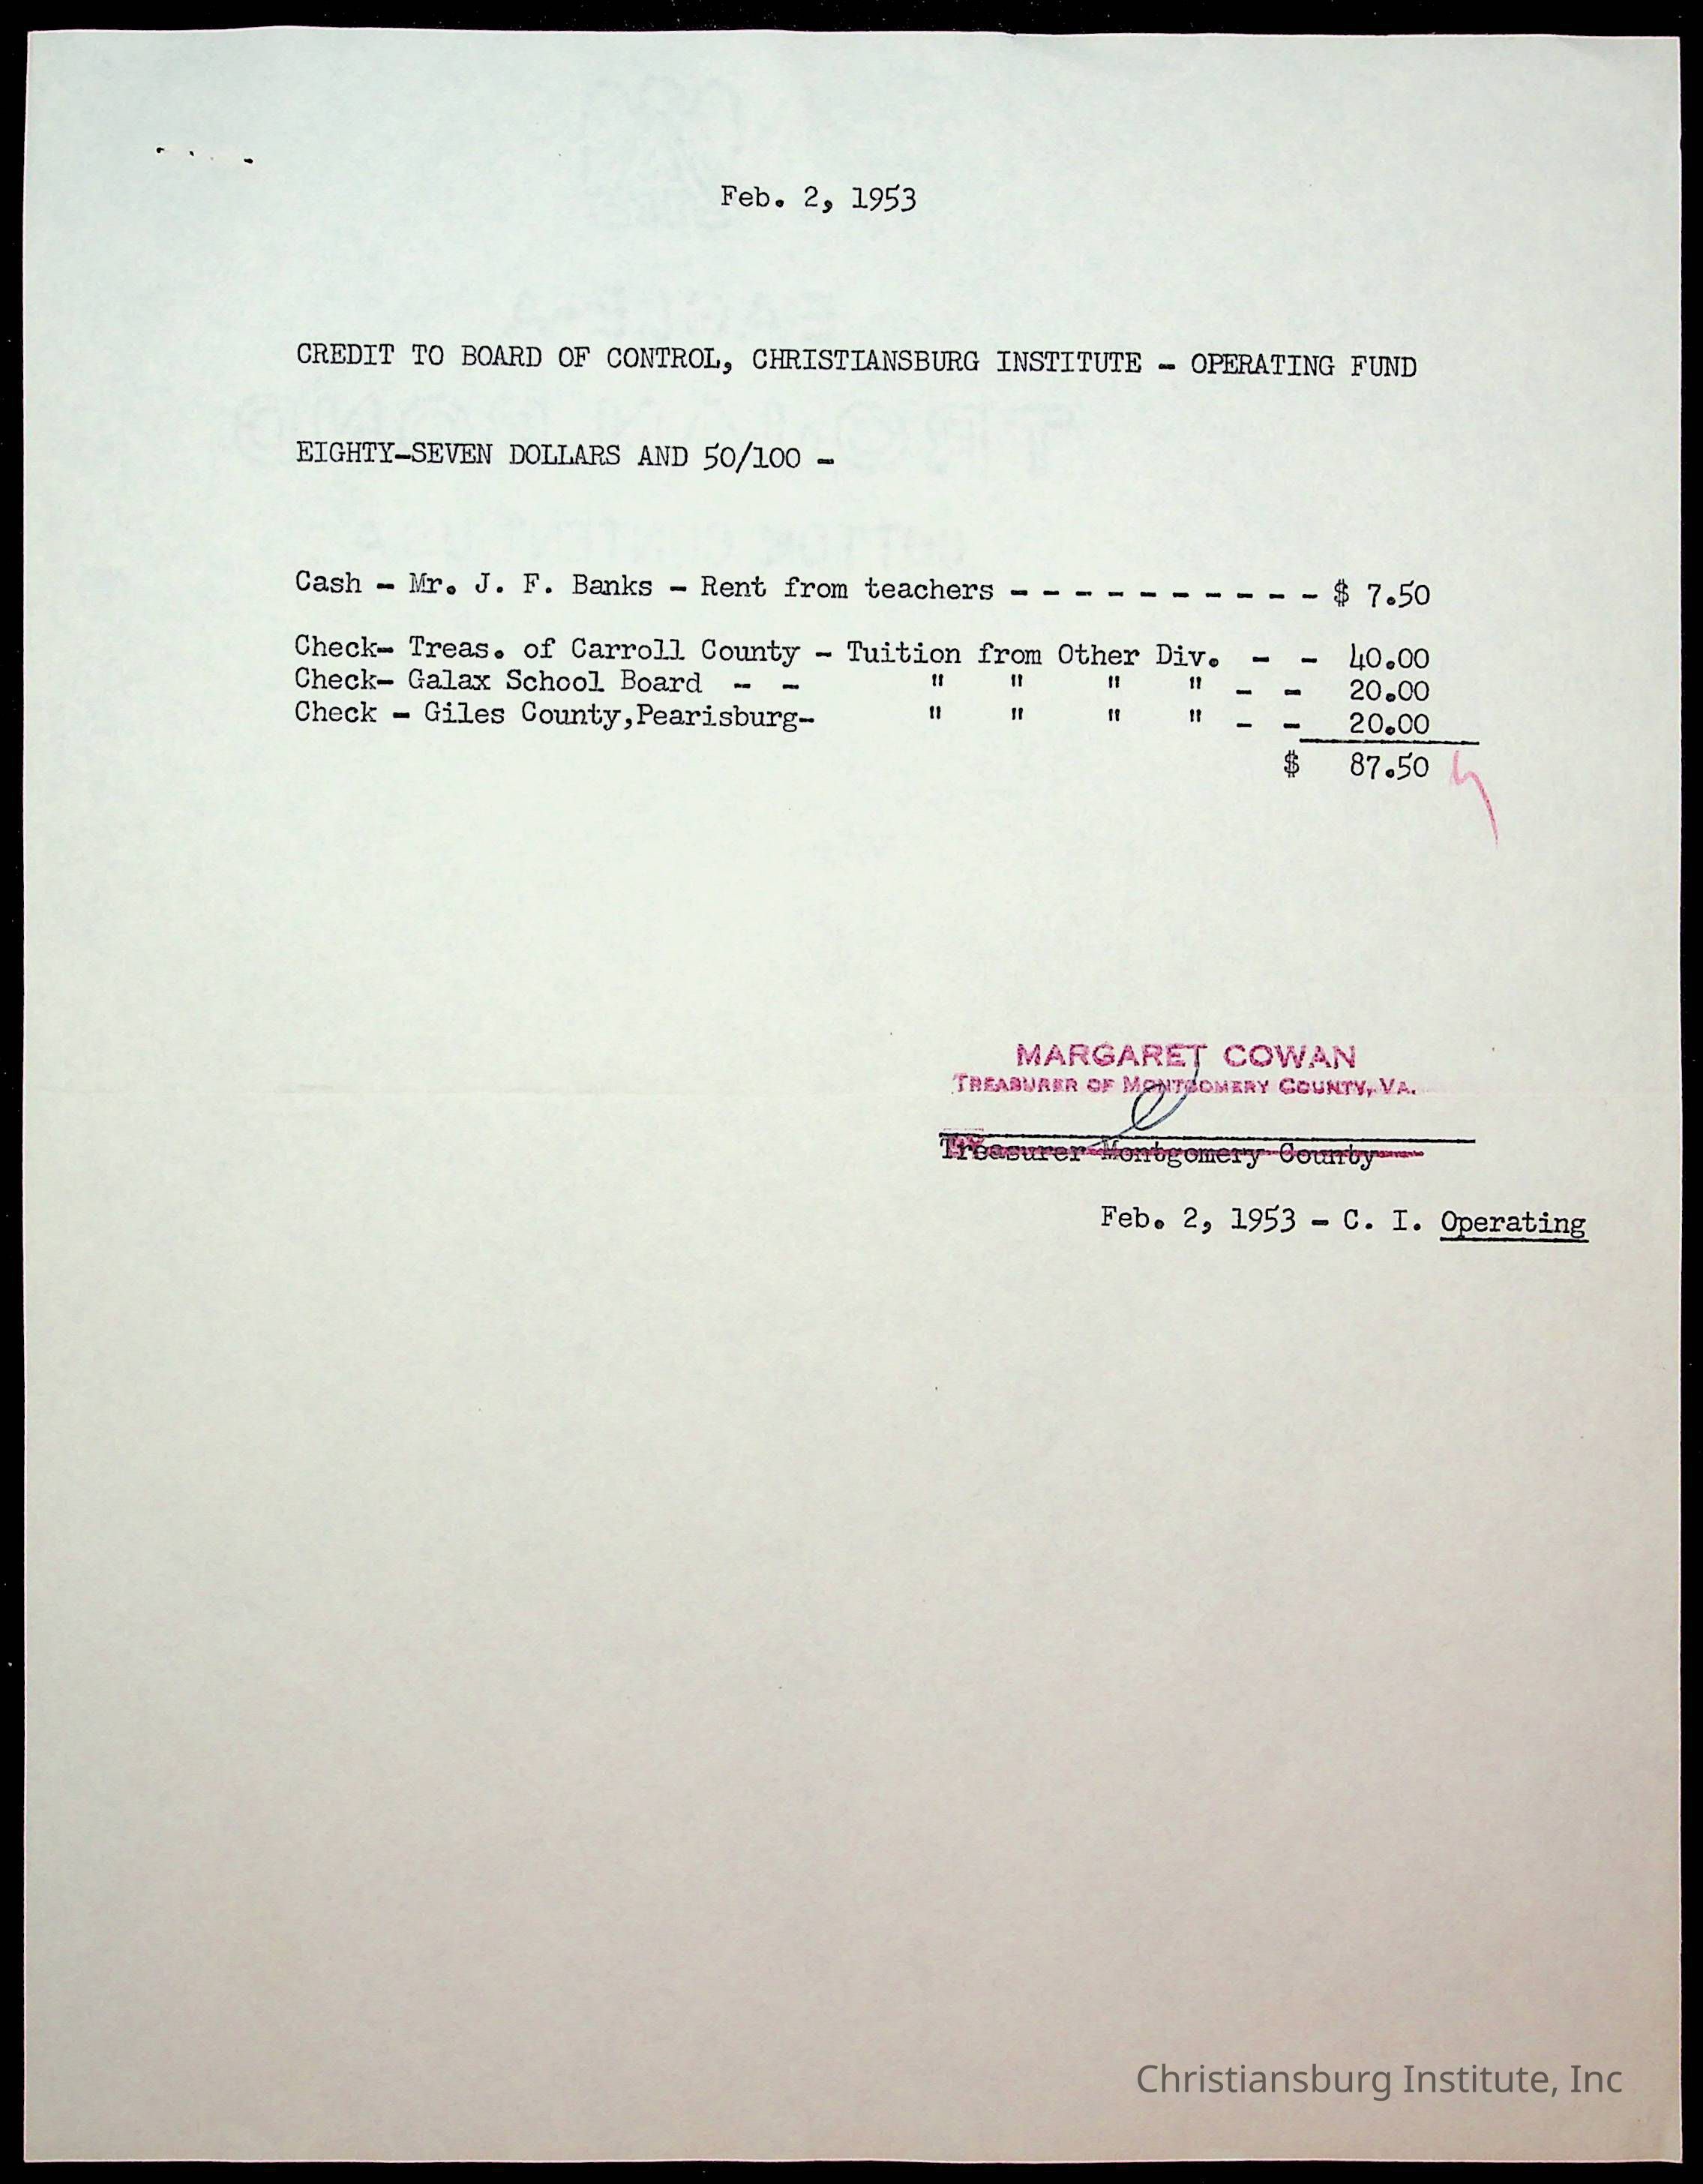 Feb. 2, 1953
CREDIT TO BOARD OF CONTROL, CHRISTIANSBURG INSTITUTE - OPERATING FUND
EIGHTY-SEVEN DOLLARS AND 50/100 -
Cash - Mr. J. F. Banks - Rent from teachers - - - - - - - - - - $ 7.50
Check- Treas. of Carroll County - Tuition from Other Div. - - 40.00
Check- Galax School Board - - " " " " - - 20.00
Check - Giles County,Pearisburg- " " " " - - 20.00
$ 87.50
MARGARET COWAN
TREASURER OF MONTGOMERY COUNTY, VA.
Treasurer Montgomery County
Feb. 2, 1953 - C. I. Operating
Christiansburg Institute, Inc